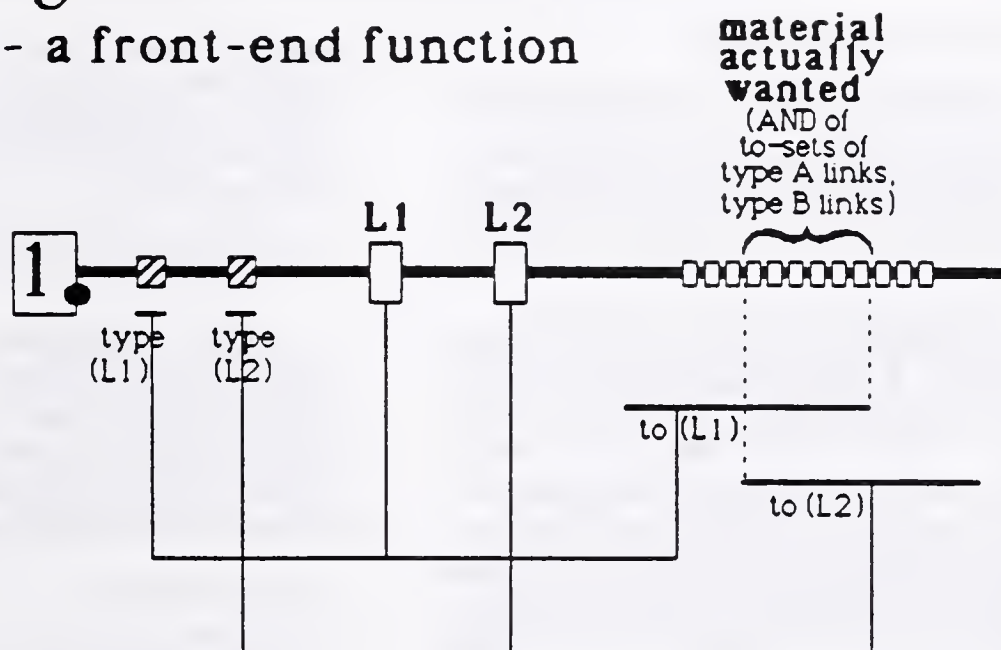 - a front-end function
material
actually
wanted
(AND of
to-sets of
type A links,
type B links)
L1 L2
1.
type type
(L1) (L2)
to (L1)
to (L2)